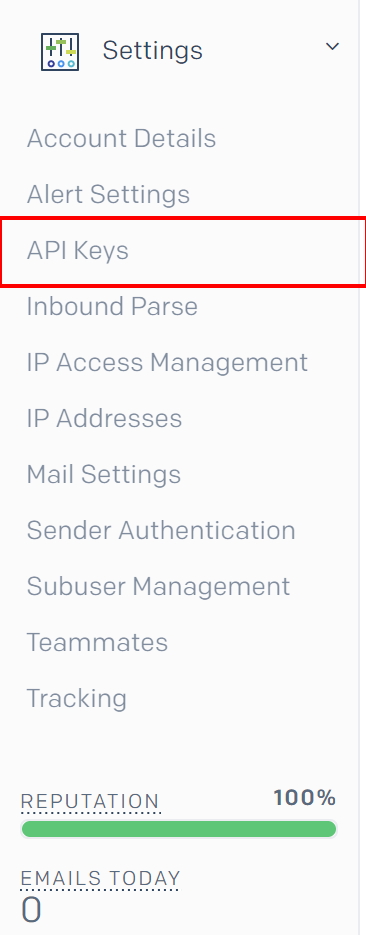 Settings
Account Details
Alert Settings
API Keys
Inbound Parse
IP Access Management
IP Addresses
Mail Settings
Sender Authentication
Subuser Management
Teammates
Tracking
REPUTATION 100%
EMAILS TODAY
0